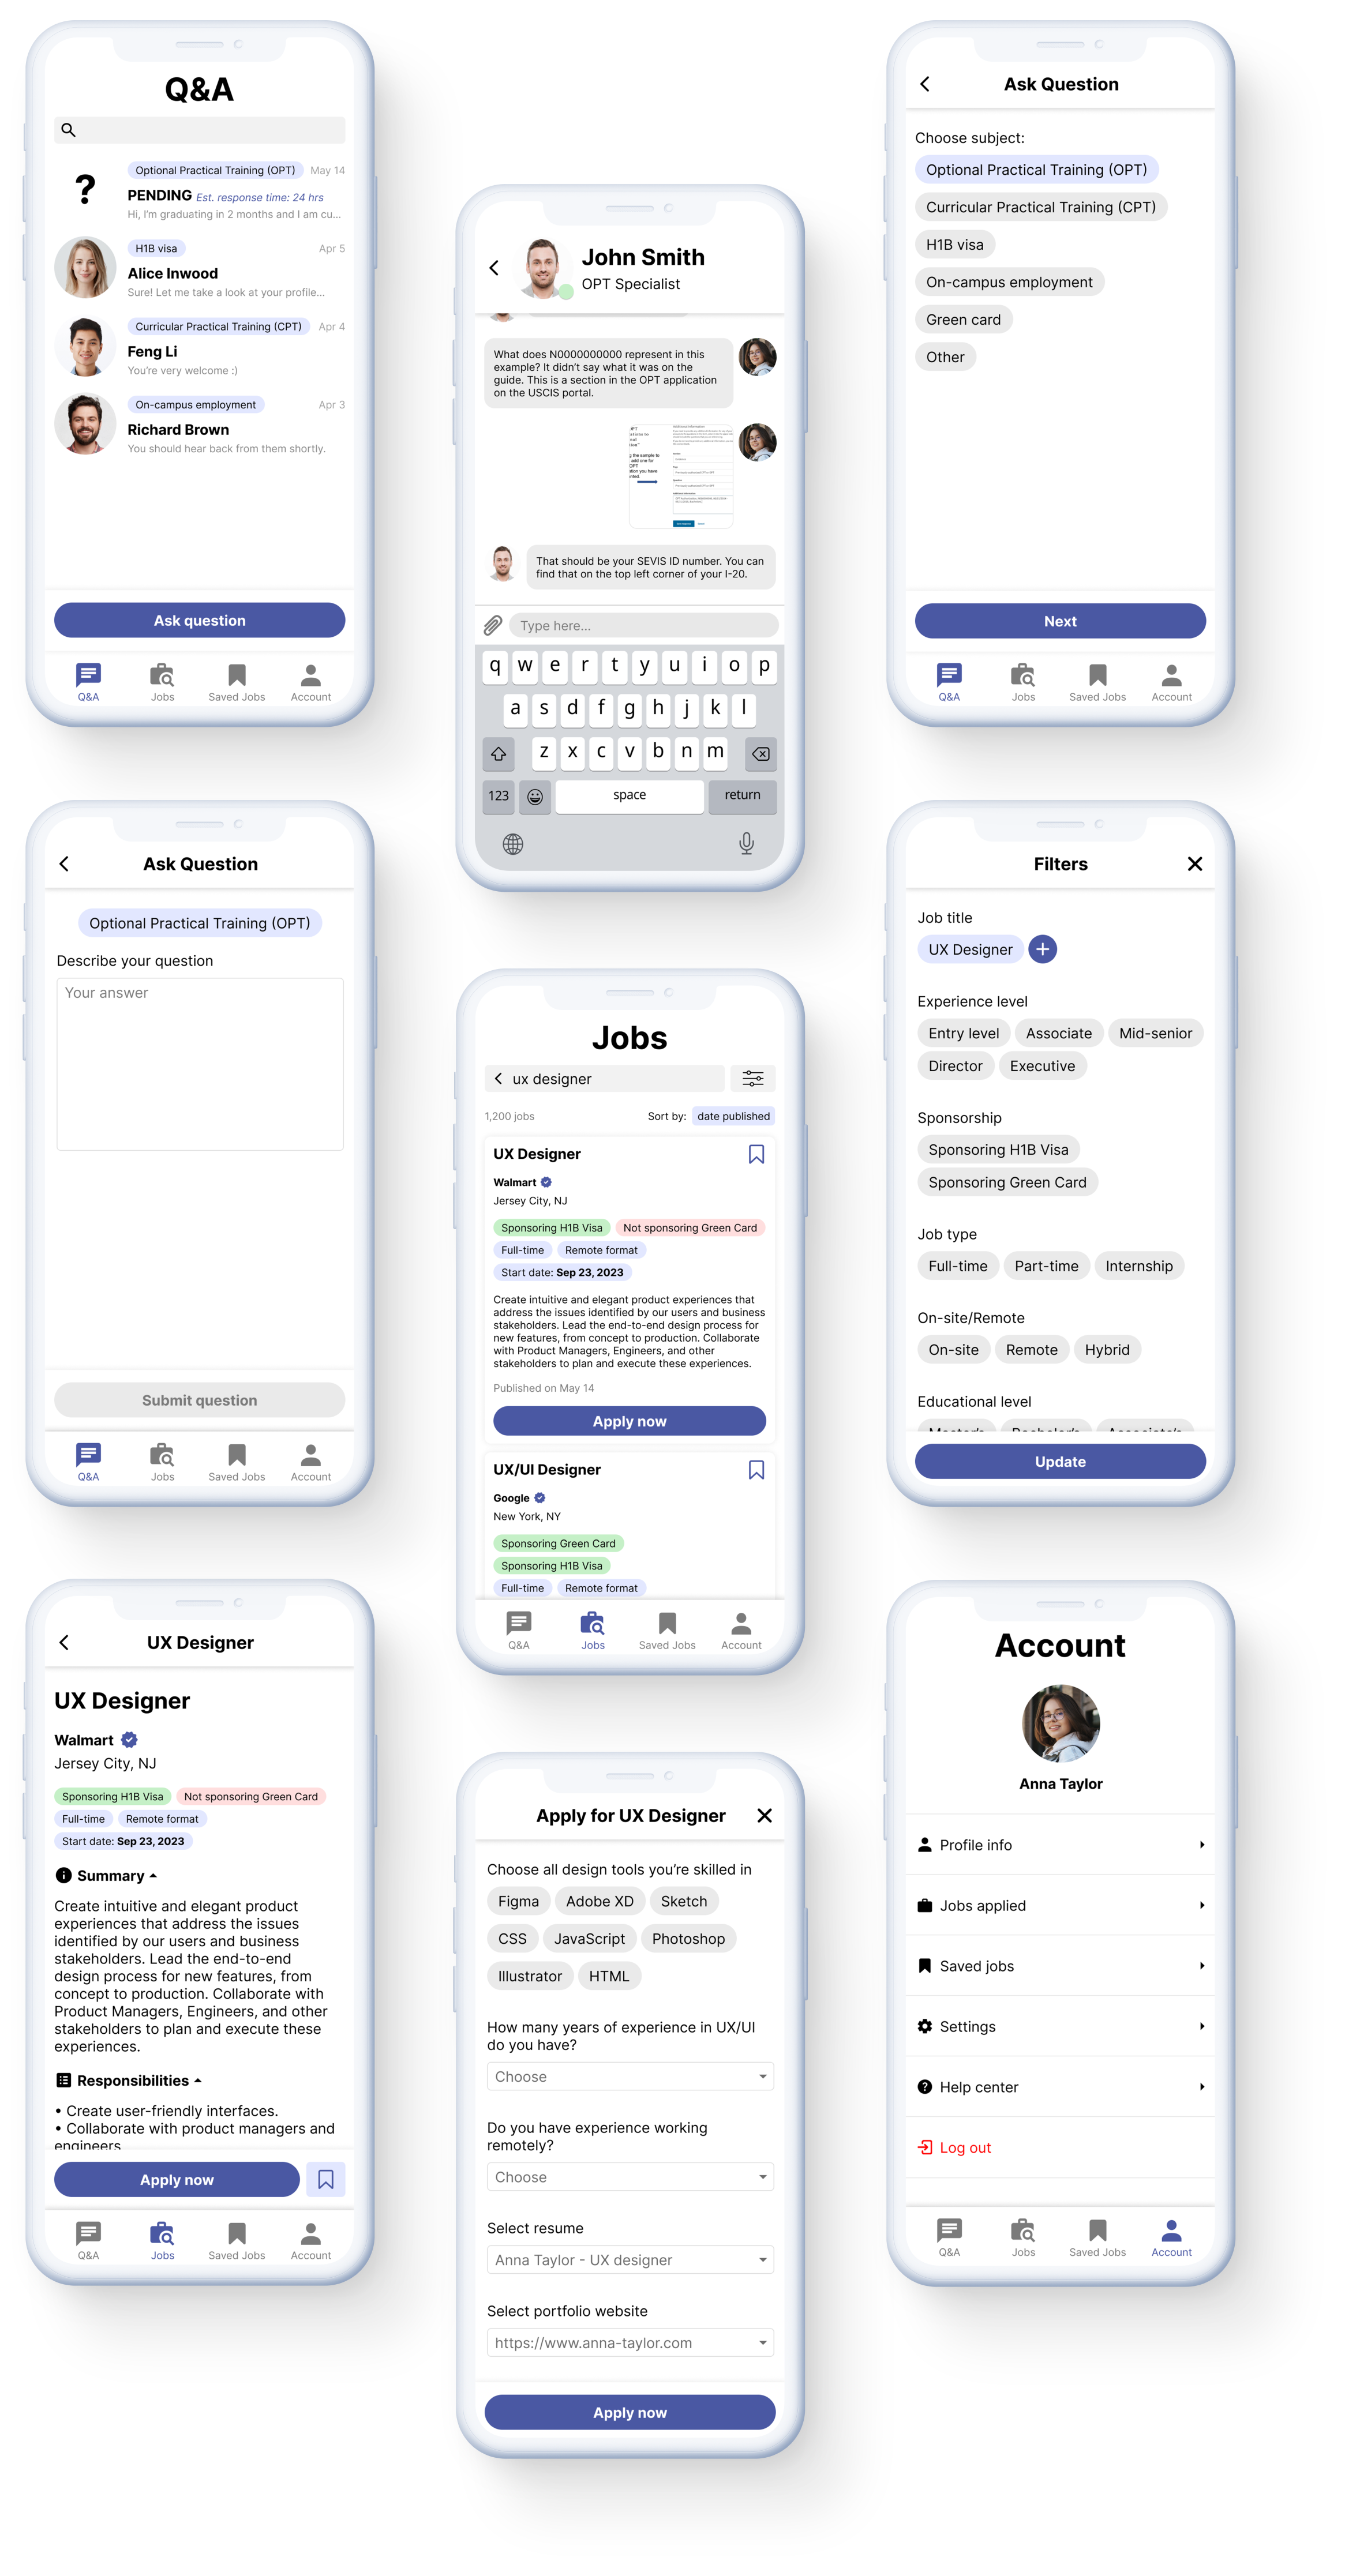 Q&A
Optional Practical Training (OPT) May 14
? PENDING Est. response time: 24 hrs
Hi, I'm graduating in 2 months and I am cu...
H1B visa Apr 5
Alice Inwood
Sure! Let me take a look at your profile...
Curricular Practical Training (CPT) Apr 4
Feng Li
You're very welcome :)
On-campus employment Apr 3
Richard Brown
You should hear back from them shortly.
Ask question
Q&A Jobs Saved Jobs Account
John Smith
OPT Specialist
What does N0000000000 represent in this
example? It didn't say what it was on the
guide. This is a section in the OPT application
on the USCIS portal.
That should be your SEVIS ID number. You can
find that on the top left corner of your I-20.
Type here...
q w e r t y u i o p
a s d f g h j k l
z x c v b n m
123 space return
Ask Question
Choose subject:
Optional Practical Training (OPT)
Curricular Practical Training (CPT)
H1B visa
On-campus employment
Green card
Other
Next
Q&A Jobs Saved Jobs Account
Ask Question
Optional Practical Training (OPT)
Describe your question
Your answer
Submit question
Q&A Jobs Saved Jobs Account
Jobs
ux designer
1,200 jobs Sort by: date published
UX Designer
Walmart
Jersey City, NJ
Sponsoring H1B Visa Not sponsoring Green Card
Full-time Remote format
Start date: Sep 23, 2023
Create intuitive and elegant product experiences that
address the issues identified by our users and business
stakeholders. Lead the end-to-end design process for
new features, from concept to production. Collaborate
with Product Managers, Engineers, and other
stakeholders to plan and execute these experiences.
Published on May 14
Apply now
UX/UI Designer
Google
New York, NY
Sponsoring Green Card
Sponsoring H1B Visa
Full-time Remote format
Q&A Jobs Saved Jobs Account
Filters
Job title
UX Designer
Experience level
Entry level Associate Mid-senior
Director Executive
Sponsorship
Sponsoring H1B Visa
Sponsoring Green Card
Job type
Full-time Part-time Internship
On-site/Remote
On-site Remote Hybrid
Educational level
Master's Bachelor's Associate's
Update
UX Designer
UX Designer
Walmart
Jersey City, NJ
Sponsoring H1B Visa Not sponsoring Green Card
Full-time Remote format
Start date: Sep 23, 2023
Summary
Create intuitive and elegant product
experiences that address the issues
identified by our users and business
stakeholders. Lead the end-to-end
design process for new features, from
concept to production. Collaborate with
Product Managers, Engineers, and other
stakeholders to plan and execute these
experiences.
Responsibilities
• Create user-friendly interfaces.
• Collaborate with product managers and
engineers
Apply now
Q&A Jobs Saved Jobs Account
Apply for UX Designer
Choose all design tools you're skilled in
Figma Adobe XD Sketch
CSS JavaScript Photoshop
Illustrator HTML
How many years of experience in UX/UI
do you have?
Choose
Do you have experience working
remotely?
Choose
Select resume
Anna Taylor - UX designer
Select portfolio website
https://www.anna-taylor.com
Apply now
Account
Anna Taylor
Profile info
Jobs applied
Saved jobs
Settings
Help center
Log out
Q&A Jobs Saved Jobs Account